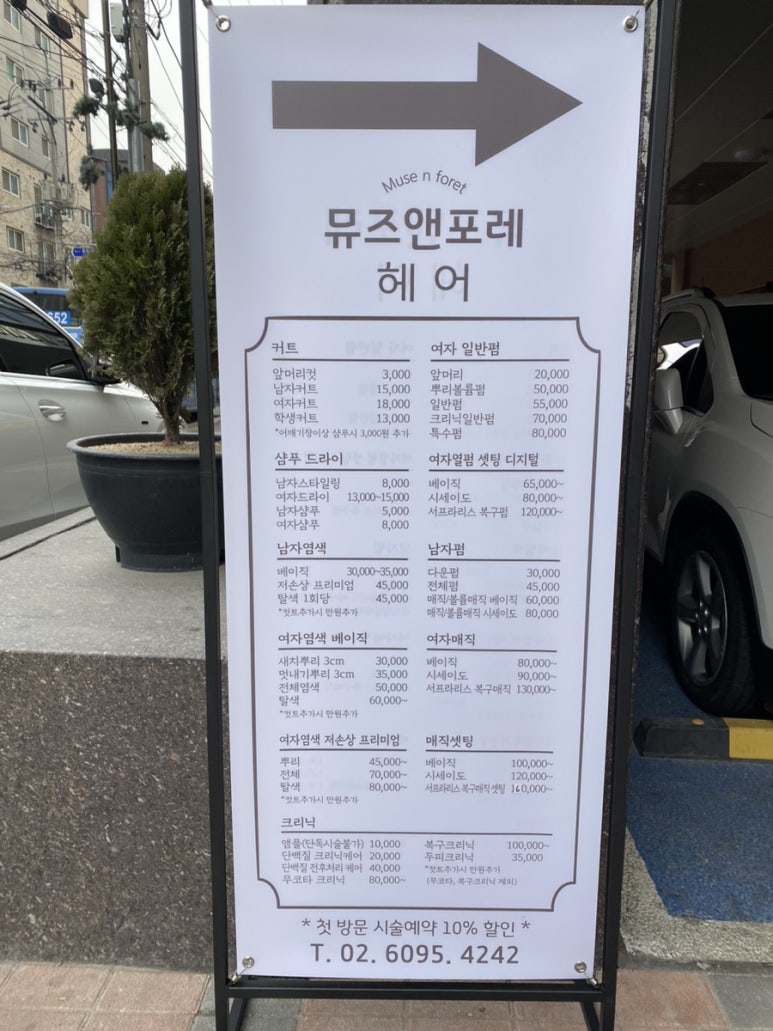 Muse n foret
뮤즈앤포레
헤어
커트
앞머리컷 3,000
남자커트 15,000
여자커트 18,000
학생커트 13,000
*어깨기장이상 샴푸시 3,000원 추가
샴푸 드라이
남자스타일링 8,000
여자드라이 13,000~15,000
남자샴푸 5,000
여자샴푸 8,000
남자염색
베이직 30,000~35,000
저손상 프리미엄 45,000
탈색 1회당 45,000
*컷트추가시 만원추가
여자염색 베이직
새치뿌리 3cm 30,000
멋내기뿌리 3cm 35,000
전체염색 50,000
탈색 60,000~
*컷트추가시 만원추가
여자염색 저손상 프리미엄
뿌리 45,000~
전체 70,000~
탈색 80,000~
*컷트추가시 만원추가
여자 일반펌
앞머리 20,000
뿌리볼륨펌 50,000
일반펌 55,000
크리닉일반펌 70,000
특수펌 80,000
여자열펌 셋팅 디지털
베이직 65,000~
시세이도 80,000~
서프라리스 복구펌 120,000~
남자펌
다운펌 30,000
전체펌 45,000
매직/볼륨매직 베이직 60,000
매직/볼륨매직 시세이도 80,000
여자매직
베이직 80,000~
시세이도 90,000~
서프라리스 복구매직 130,000~
매직셋팅
베이직 100,000~
시세이도 120,000~
서프라리스 복구매직 셋팅 160,000~
크리닉
앰플(단독시술불가) 10,000
단백질 크리닉케어 20,000
단백질 전후처리 케어 40,000
무코타 크리닉 80,000~
복구크리닉 100,000~
두피크리닉 35,000
*컷트추가시 만원추가
(무코타, 복구크리닉 제외)
* 첫 방문 시술예약 10% 할인 *
T. 02. 6095. 4242
652